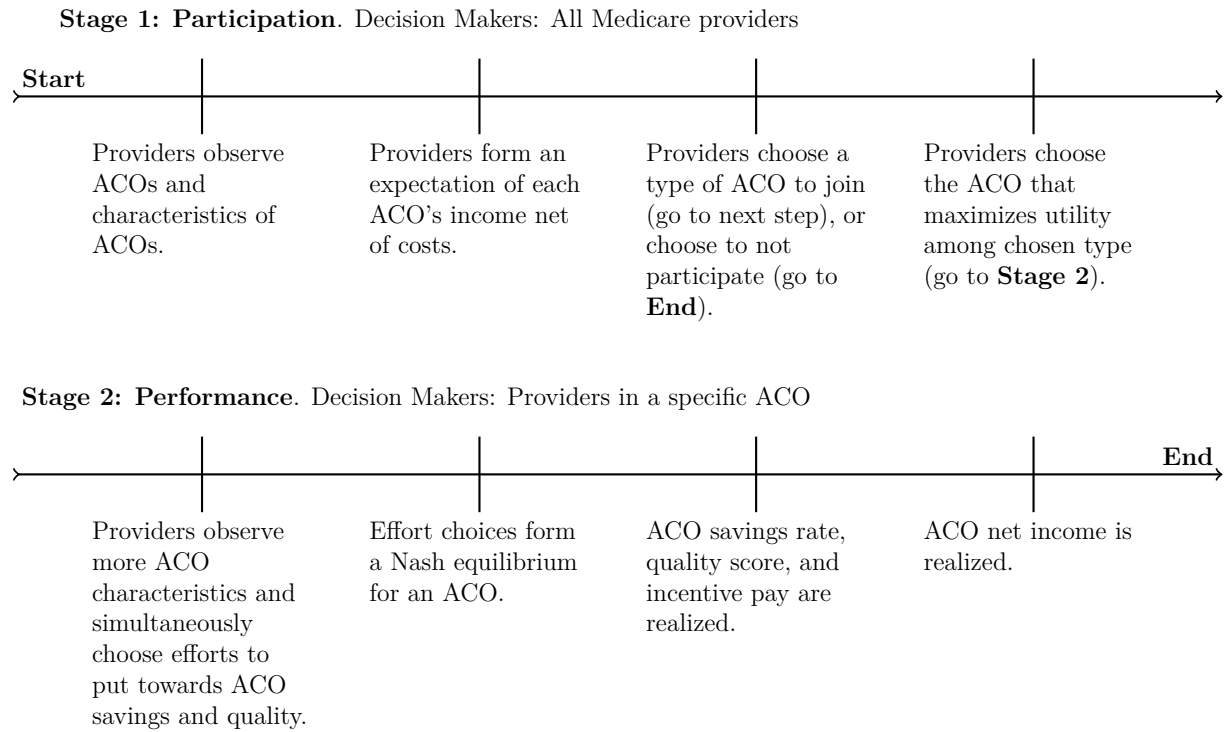 Stage 1: Participation. Decision Makers: All Medicare providers
Start
Providers observe
ACOs and
characteristics of
ACOs.
Providers form an
expectation of each
ACO's income net
of costs.
Providers choose a
type of ACO to join
(go to next step), or
choose to not
participate (go to
End).
Providers choose
the ACO that
maximizes utility
among chosen type
(go to Stage 2).
Stage 2: Performance. Decision Makers: Providers in a specific ACO
End
Providers observe
more ACO
characteristics and
simultaneously
choose efforts to
put towards ACO
savings and quality.
Effort choices form
a Nash equilibrium
for an ACO.
ACO savings rate,
quality score, and
incentive pay are
realized.
ACO net income is
realized.